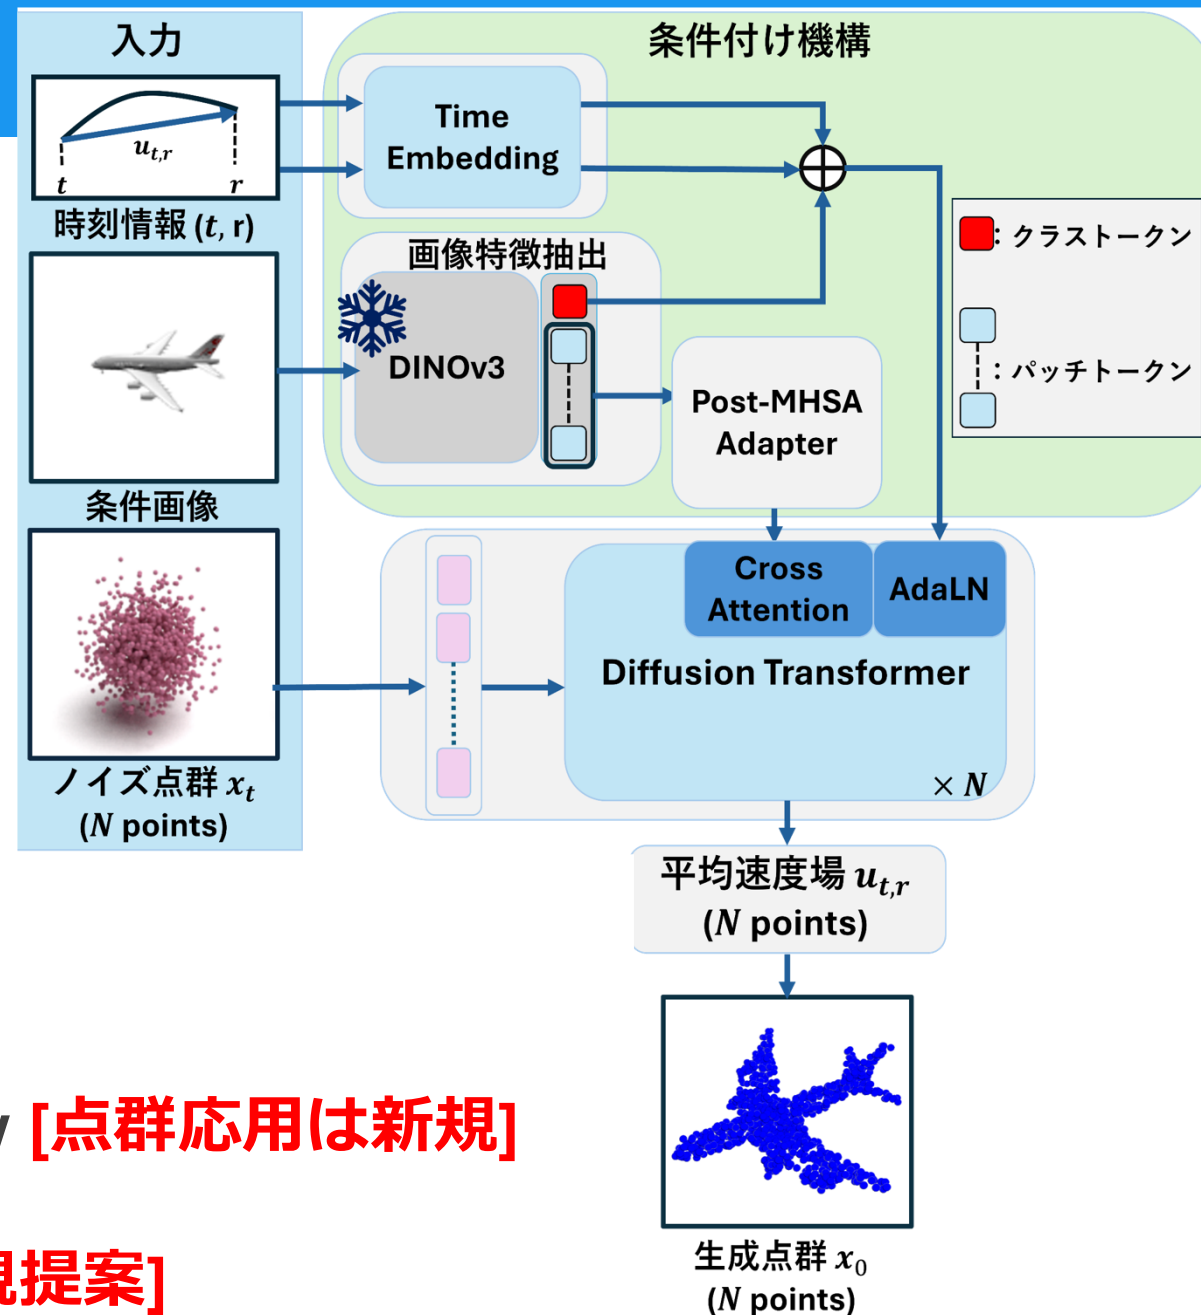 入力
t
u_{t,r}
r
時刻情報 (t, r)
条件画像
ノイズ点群 x_t
(N points)
条件付け機構
Time
Embedding
画像特徴抽出
DINOv3
Post-MHSA
Adapter
: クラストークン
: パッチトークン
Cross
Attention
AdaLN
Diffusion Transformer
× N
平均速度場 u_{t,r}
(N points)
生成点群 x_0
(N points)
[点群応用は新規]
提案]